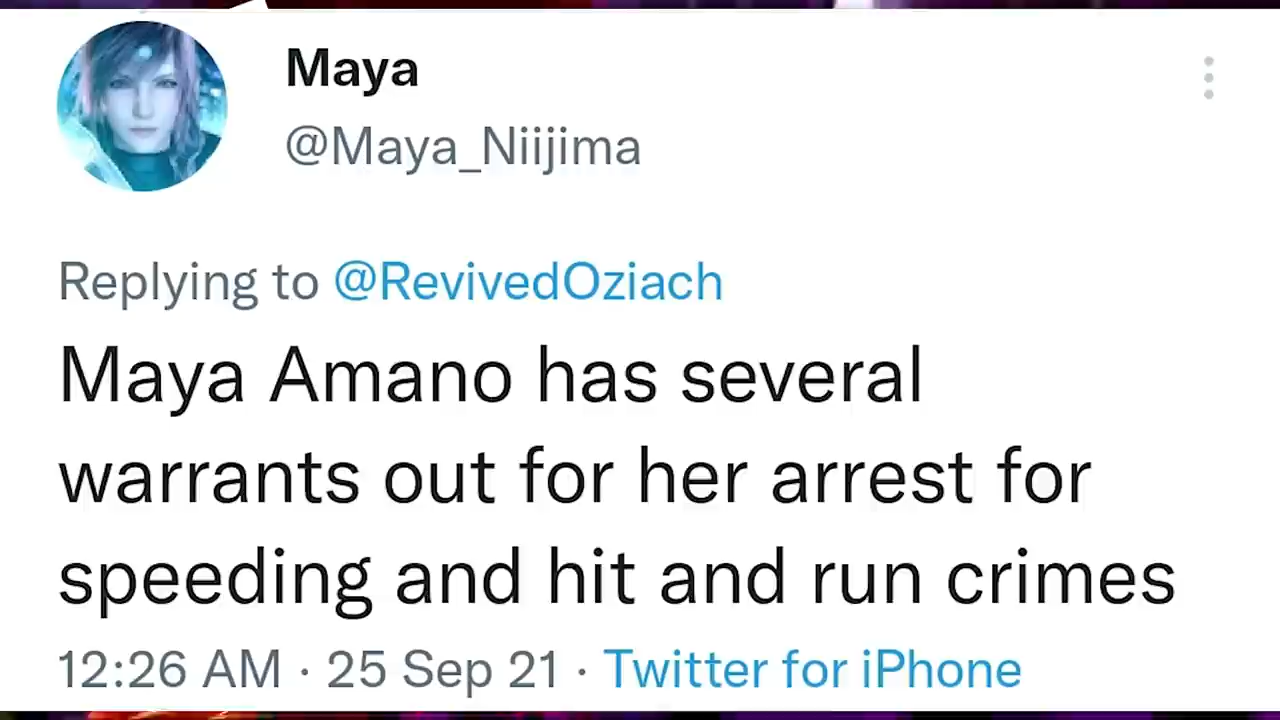 Maya
@Maya_Niijima
Replying to @RevivedOziach
Maya Amano has several
warrants out for her arrest for
speeding and hit and run crimes
12:26 AM · 25 Sep 21 · Twitter for iPhone